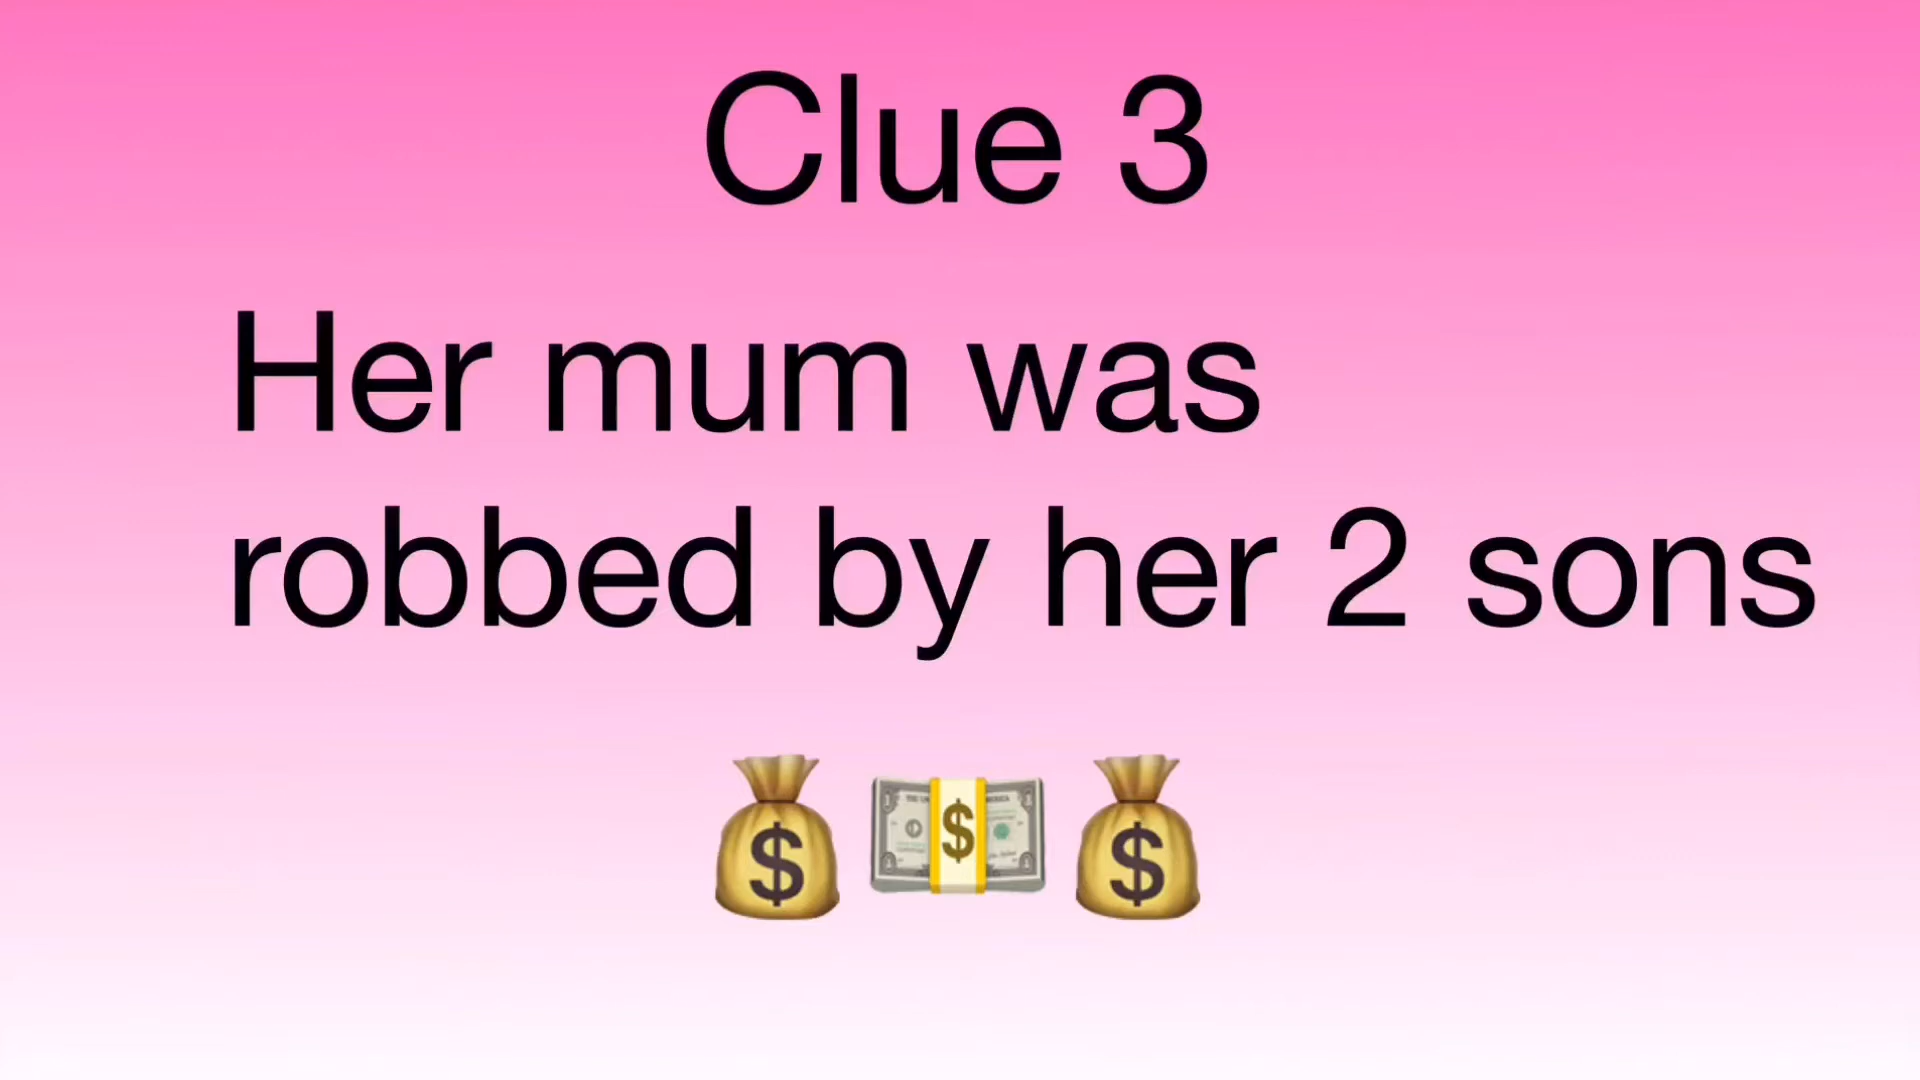 Clue 3
Her mum was
robbed by her 2 sons
$ $ $